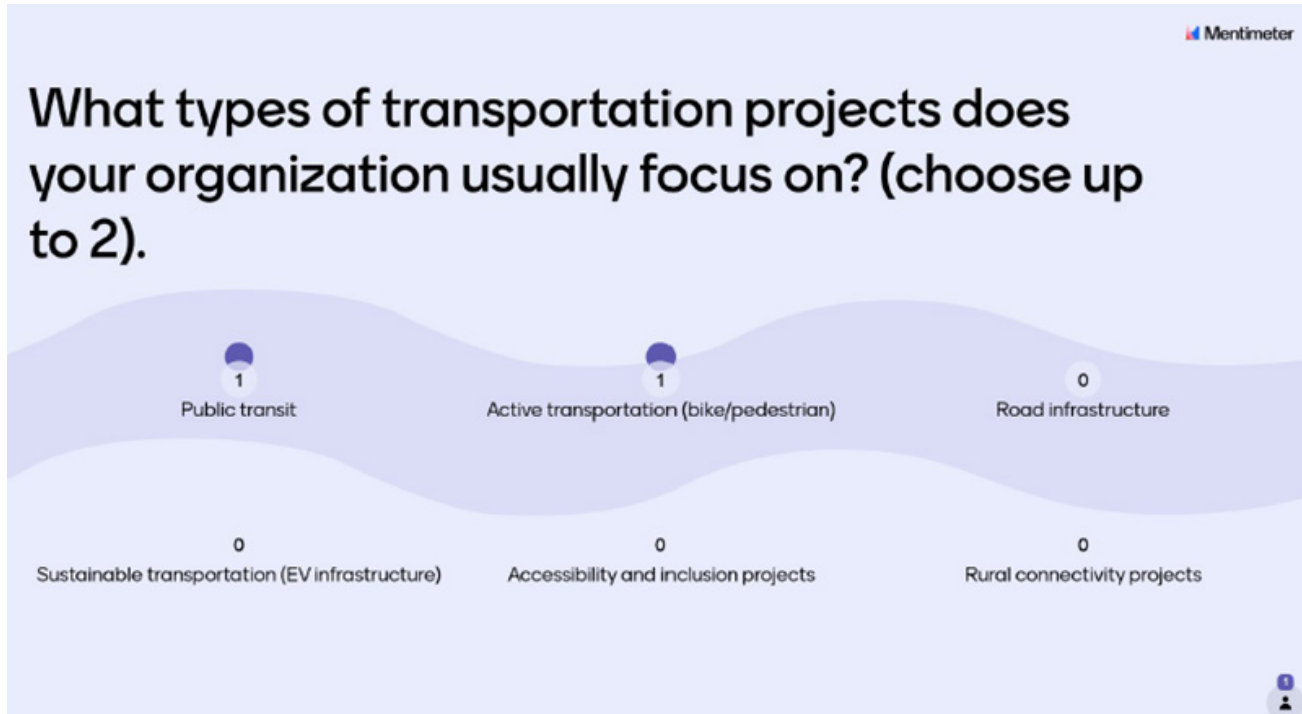 Mentimeter
What types of transportation projects does
your organization usually focus on? (choose up
to 2).
1
Public transit
1
Active transportation (bike/pedestrian)
0
Road infrastructure
0
Sustainable transportation (EV infrastructure)
0
Accessibility and inclusion projects
0
Rural connectivity projects
1